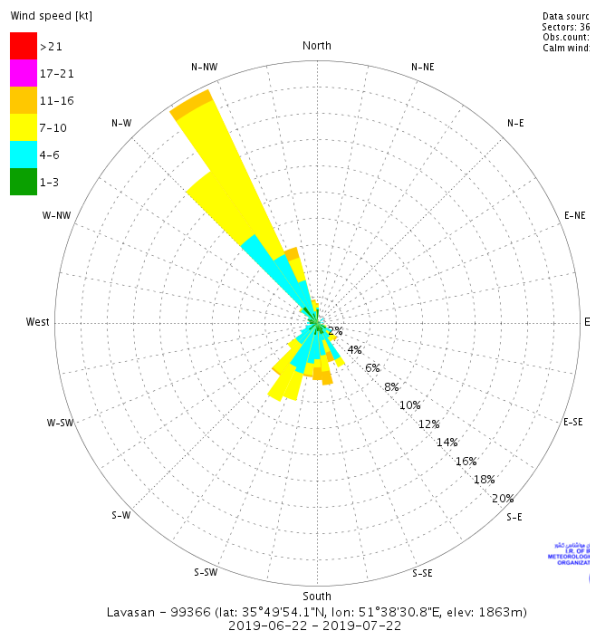 Wind speed [kt]
>21
17-21
11-16
7-10
4-6
1-3
Data sourc
Sectors: 36
Obs.count:
Calm wind:
North
N-NW
N-NE
N-W
N-E
W-NW
E-NE
West
E
W-SW
E-SE
S-W
S-E
S-SW
S-SE
South
2%
4%
6%
8%
10%
12%
14%
16%
18%
20%
I.R. OF
METEOROLOGI
ORGANIZAT
Lavasan - 99366 (lat: 35°49'54.1"N, lon: 51°38'30.8"E, elev: 1863m)
2019-06-22 - 2019-07-22